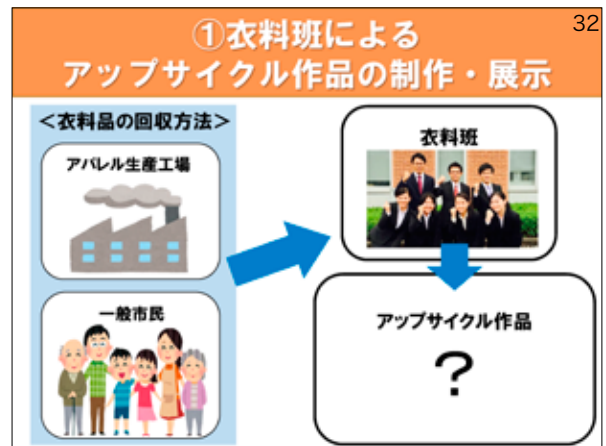 32
①衣料班による
アップサイクル作品の制作・展示
＜衣料品の回収方法＞
アパレル生産工場
一般市民
衣料班
アップサイクル作品
？